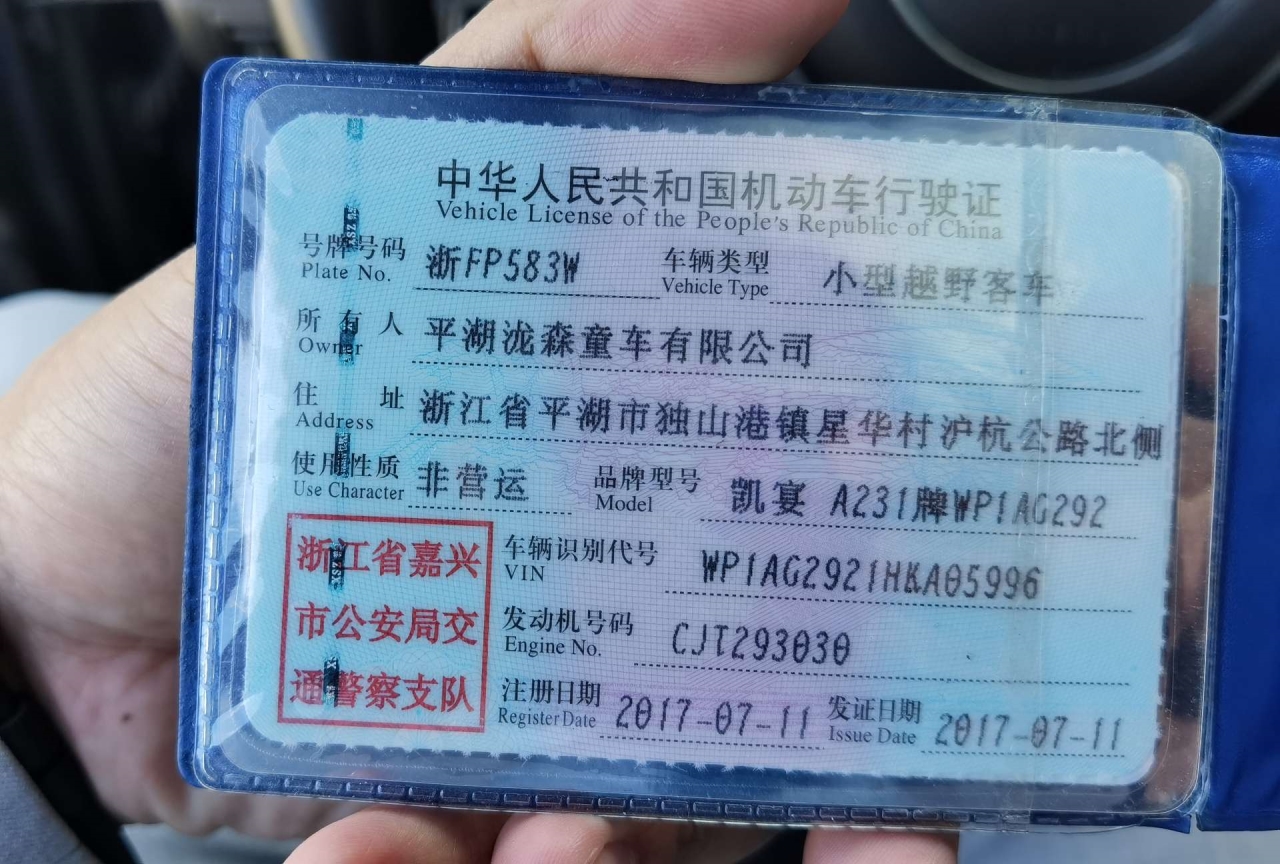 中华人民共和国机动车行驶证
Vehicle License of the People's Republic of China
号牌号码 浙FP583W 车辆类型 小型越野客车
Plate No. Vehicle Type
所有人 平湖泷森童车有限公司
Owner
住址 浙江省平湖市独山港镇星华村沪杭公路北侧
Address
使用性质 非营运 品牌型号 凯宴 A231牌WP1AG292
Use Character Model
浙江省嘉兴
市公安局交
通警察支队
车辆识别代号 WP1AG2921HKA05996
VIN
发动机号码 CJT293030
Engine No.
注册日期 2017-07-11 发证日期 2017-07-11
Register Date Issue Date